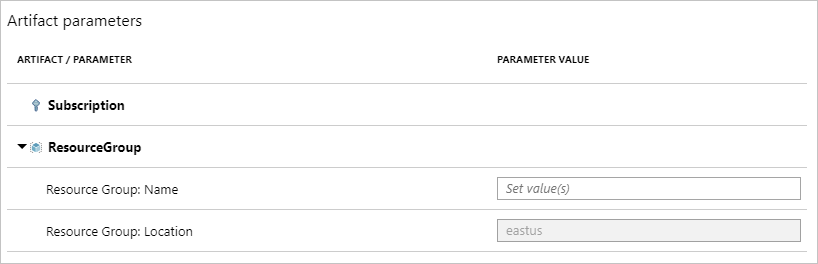 Artifact parameters
ARTIFACT / PARAMETER PARAMETER VALUE
Subscription
ResourceGroup
Resource Group: Name Set value(s)
Resource Group: Location eastus